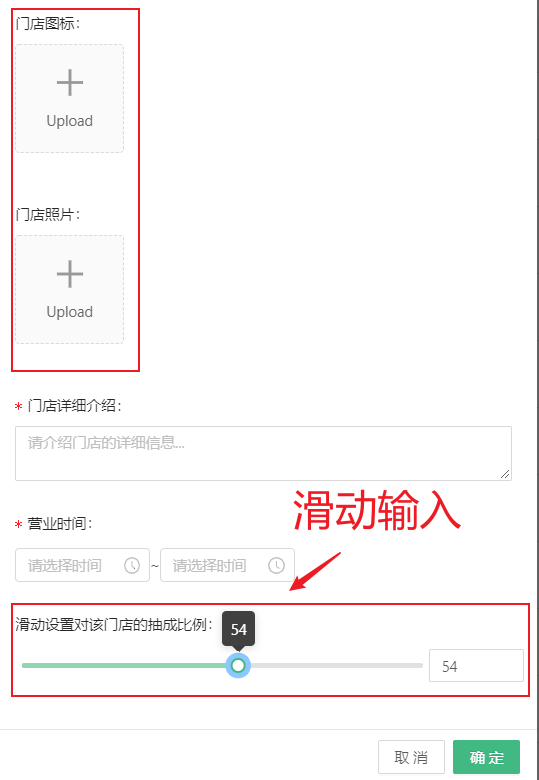 门店图标:
Upload
门店照片:
Upload
* 门店详细介绍:
请介绍门店的详细信息...
滑动输入
* 营业时间:
请选择时间 ~ 请选择时间
滑动设置对该门店的抽成比例:
54
54
取 消 确 定